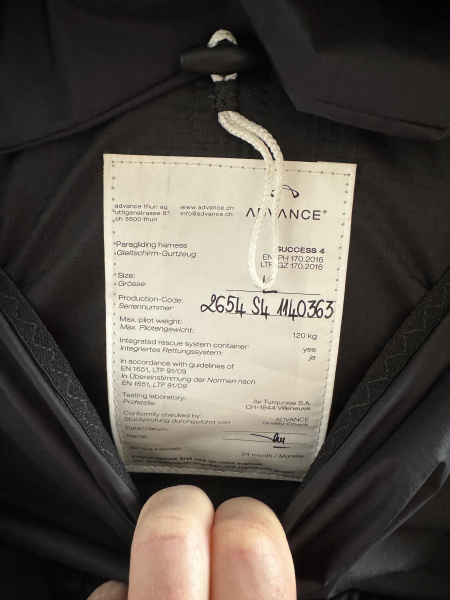 advance thun ag
uttigenstrasse 87
ch 3600 thun
www.advance.ch
info@advance.ch
ADVANCE®
Paragliding harness
Gleitschirm-Gurtzeug
SUCCESS 4
EN PH 170.2016
LTF GZ 170.2016
Size:
Grösse:
Production-Code:
Seriennummer:
2654 S4 1140363
Max. pilot weight:
Max. Pilotengewicht:
120 kg
Integrated rescue system container:
Integriertes Rettungssystem:
yes
ja
In accordance with guidelines of
EN 1651, LTF 91/09
In Übereinstimmung der Normen nach
EN 1651, LTF 91/09
Testing laboratory:
Prüfstelle:
Air Turquoise S.A.
CH-1844 Villeneuve
Conformity checked by:
Stückprüfung durchgeführt von
ADVANCE
Quality Check
Date/Datum:
Name:
Service Intervall:
24 month / Monate